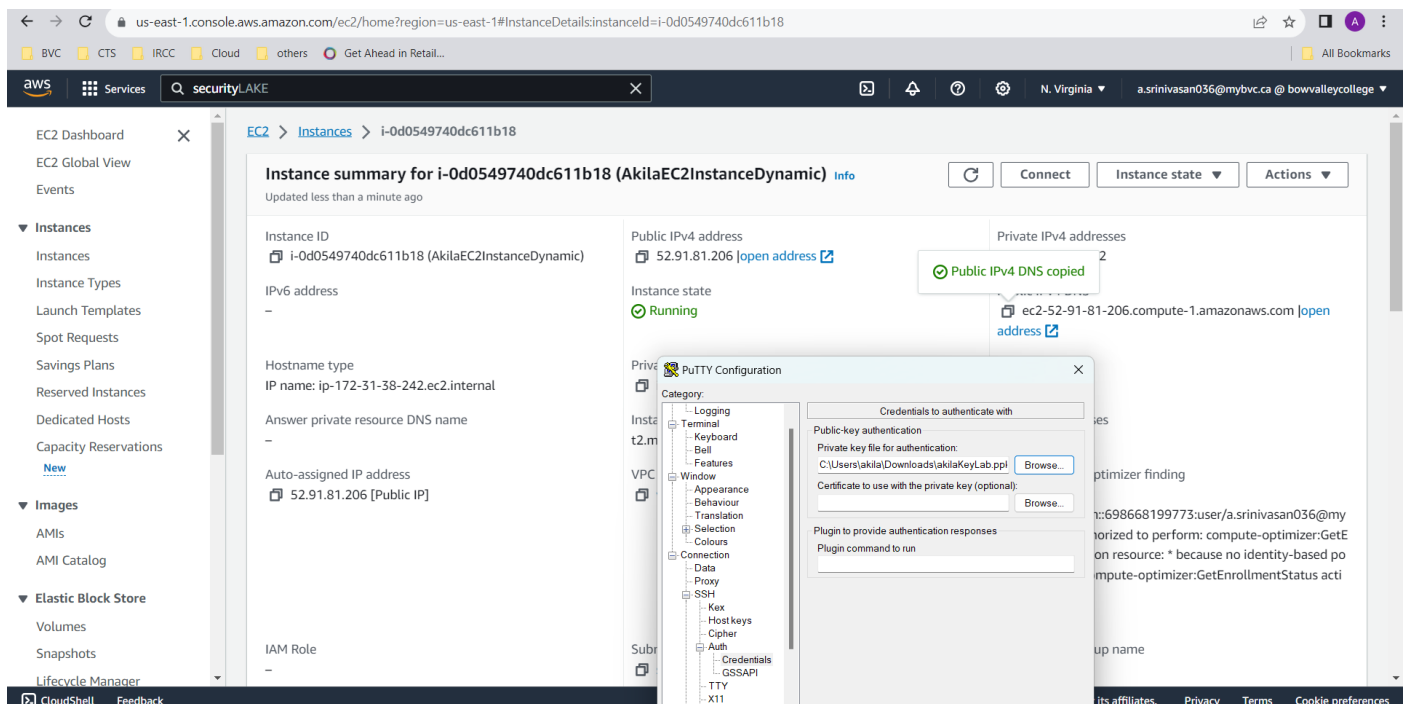 us-east-1.console.aws.amazon.com/ec2/home?region=us-east-1#InstanceDetails:instanceId=i-0d0549740dc611b18
A
BVC CTS IRCC Cloud others Get Ahead in Retail... All Bookmarks
aws Services securityLAKE N. Virginia ▼ a.srinivasan036@mybvc.ca @ bowvalleycollege ▼
EC2 Dashboard
EC2 Global View
Events
Instances
Instances
Instance Types
Launch Templates
Spot Requests
Savings Plans
Reserved Instances
Dedicated Hosts
Capacity Reservations
New
Images
AMIs
AMI Catalog
Elastic Block Store
Volumes
Snapshots
Lifecycle Manager
EC2 > Instances > i-0d0549740dc611b18
Instance summary for i-0d0549740dc611b18 (AkilaEC2InstanceDynamic) Info
Updated less than a minute ago
Connect Instance state ▼ Actions ▼
Instance ID
i-0d0549740dc611b18 (AkilaEC2InstanceDynamic)
IPv6 address
–
Hostname type
IP name: ip-172-31-38-242.ec2.internal
Answer private resource DNS name
–
Auto-assigned IP address
52.91.81.206 [Public IP]
IAM Role
–
Public IPv4 address
52.91.81.206 |open address
Instance state
Running
Priva
Insta
t2.m
VPC
Subn
Private IPv4 addresses
2
Public IPv4 DNS copied
ec2-52-91-81-206.compute-1.amazonaws.com |open
address
ptimizer finding
n::698668199773:user/a.srinivasan036@my
horized to perform: compute-optimizer:GetE
on resource: * because no identity-based po
mpute-optimizer:GetEnrollmentStatus acti
up name
PuTTY Configuration
Category:
Logging
Terminal
Keyboard
Bell
Features
Window
Appearance
Behaviour
Translation
Selection
Colours
Connection
Data
Proxy
SSH
Kex
Host keys
Cipher
Auth
Credentials
GSSAPI
TTY
X11
Credentials to authenticate with
Public-key authentication
Private key file for authentication:
C:\Users\akila\Downloads\akilaKeyLab.ppk Browse...
Certificate to use with the private key (optional):
Browse...
Plugin to provide authentication responses
Plugin command to run
CloudShell Feedback its affiliates. Privacy Terms Cookie preferences